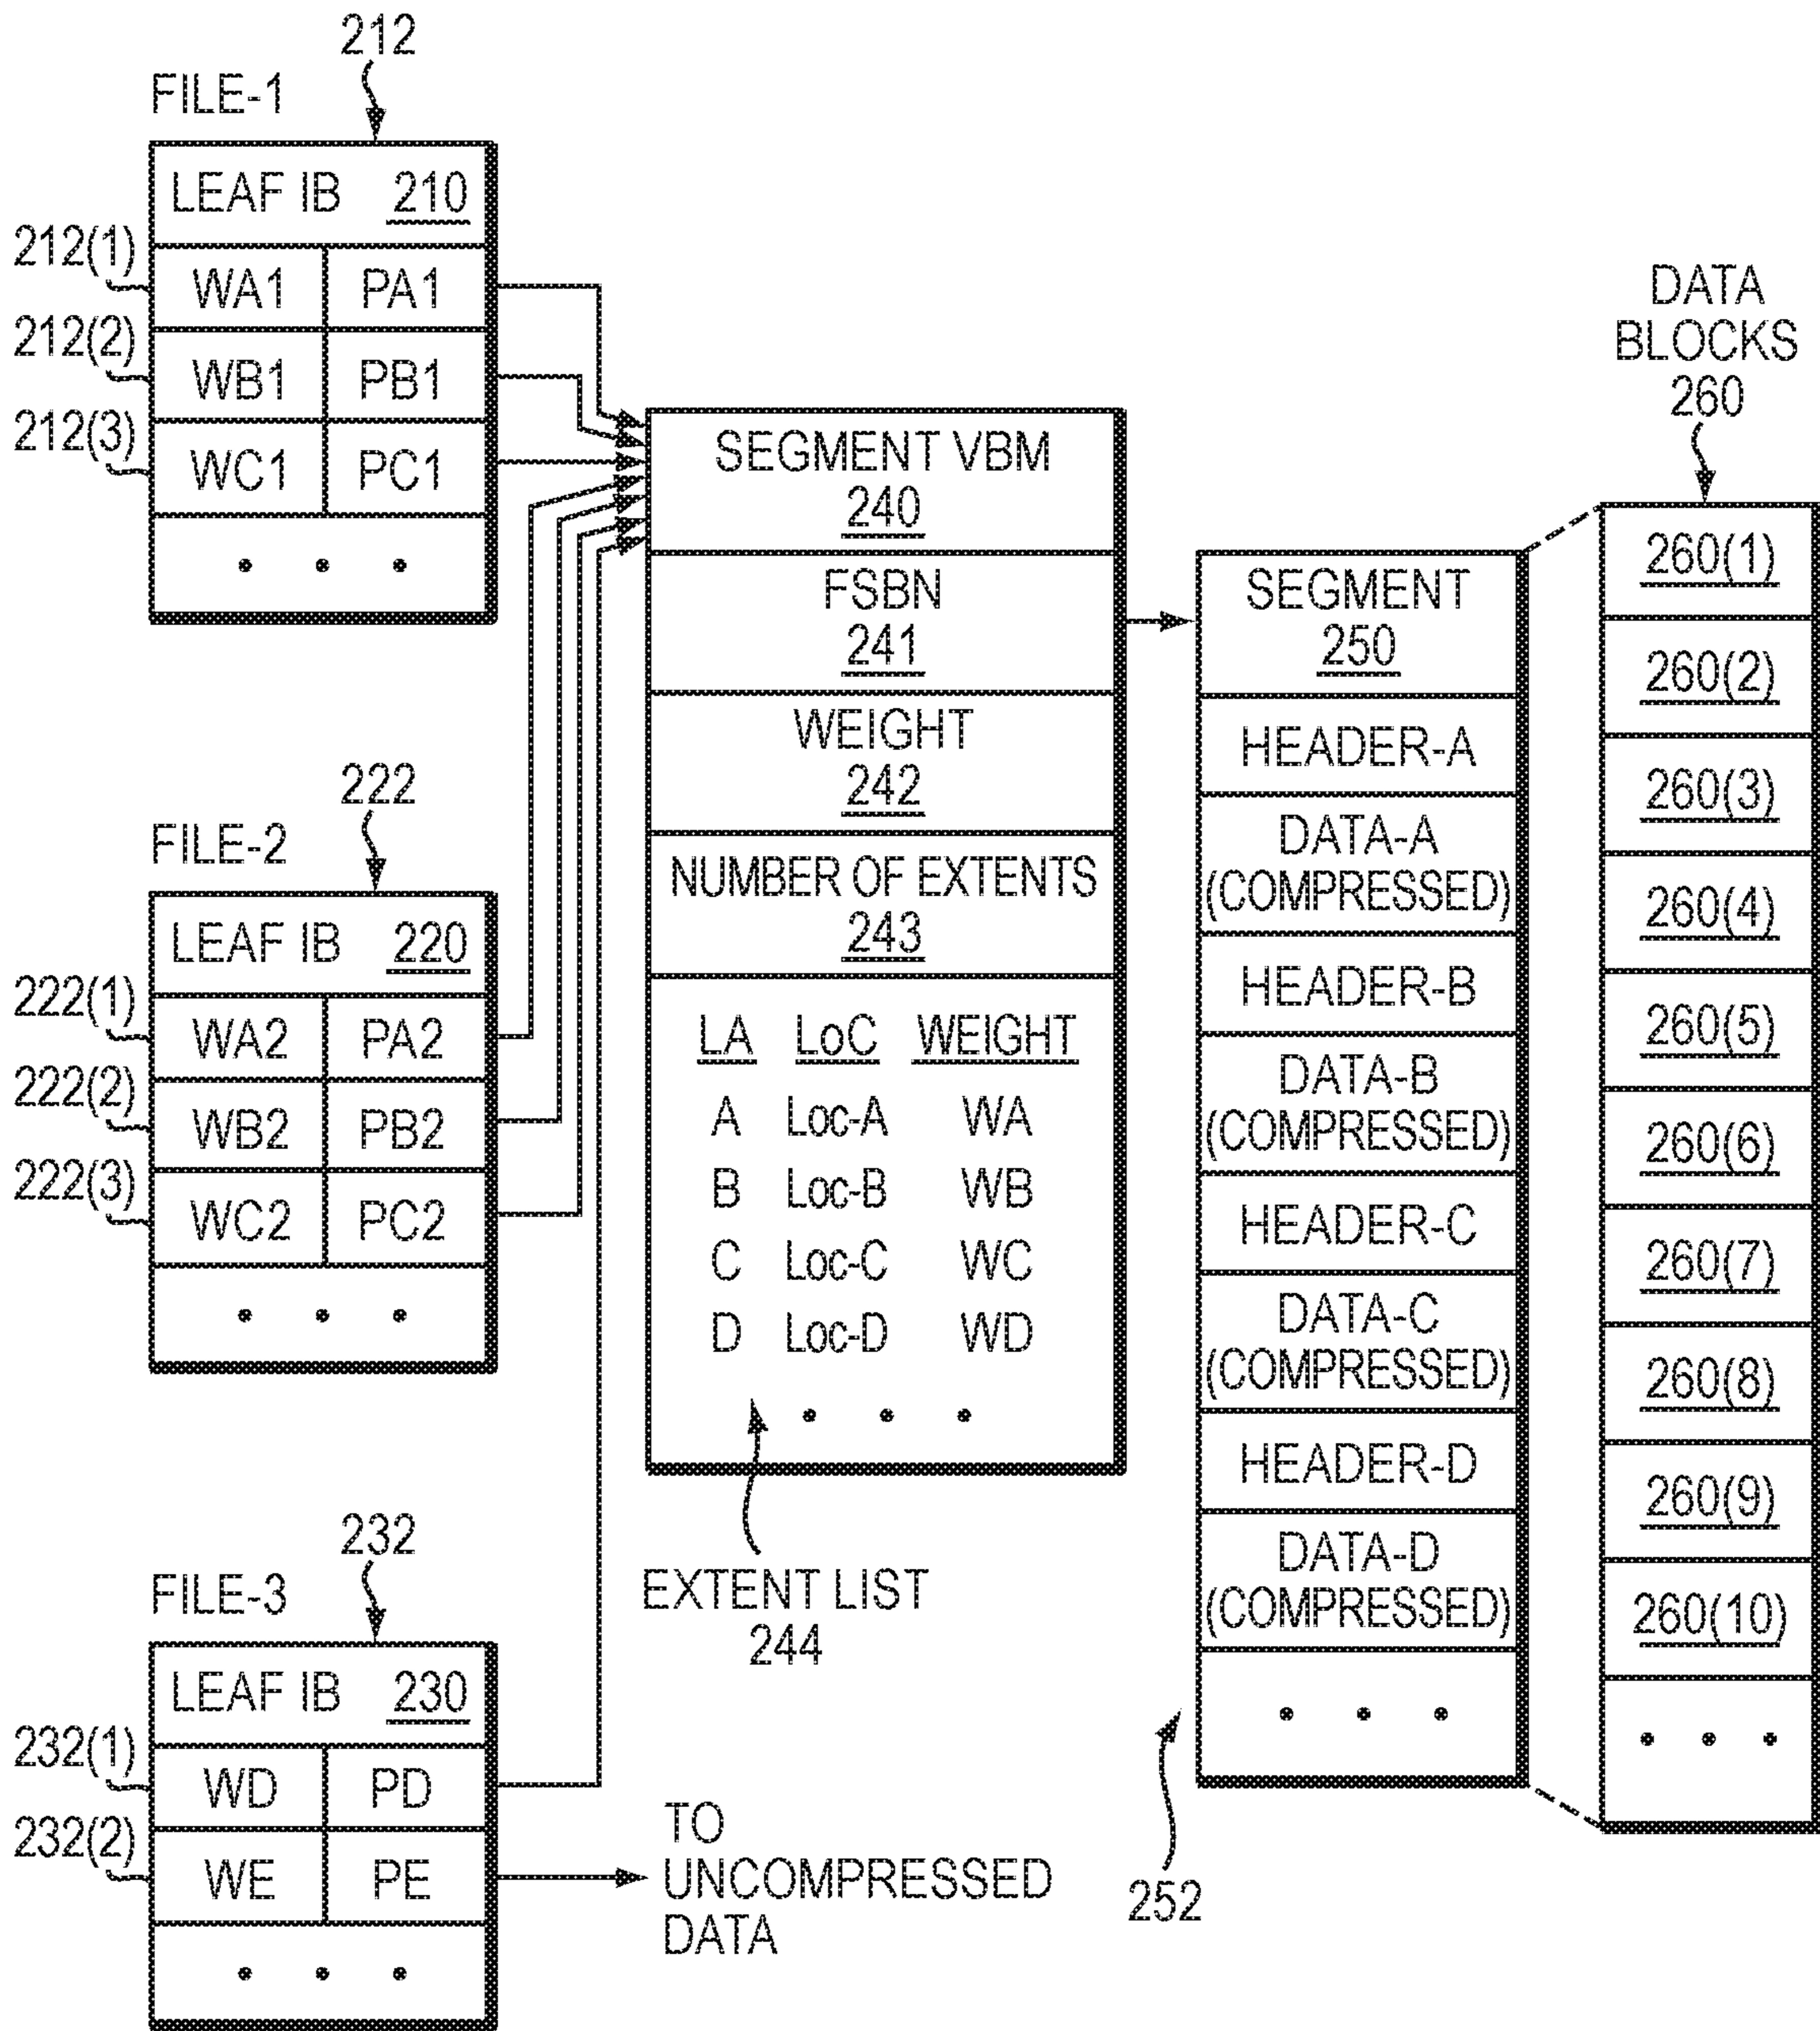 212
FILE-1
LEAF IB 210
212(1)
WA1 PA1
212(2)
WB1 PB1
212(3)
WC1 PC1
• • •
222
FILE-2
LEAF IB 220
222(1)
WA2 PA2
222(2)
WB2 PB2
222(3)
WC2 PC2
• • •
232
FILE-3
LEAF IB 230
232(1)
WD PD
232(2)
WE PE
• • •
TO
UNCOMPRESSED
DATA
SEGMENT VBM
240
FSBN
241
WEIGHT
242
NUMBER OF EXTENTS
243
LA LoC WEIGHT
A Loc-A WA
B Loc-B WB
C Loc-C WC
D Loc-D WD
• • •
EXTENT LIST
244
SEGMENT
250
HEADER-A
DATA-A
(COMPRESSED)
HEADER-B
DATA-B
(COMPRESSED)
HEADER-C
DATA-C
(COMPRESSED)
HEADER-D
DATA-D
(COMPRESSED)
• • •
252
DATA
BLOCKS
260
260(1)
260(2)
260(3)
260(4)
260(5)
260(6)
260(7)
260(8)
260(9)
260(10)
• • •